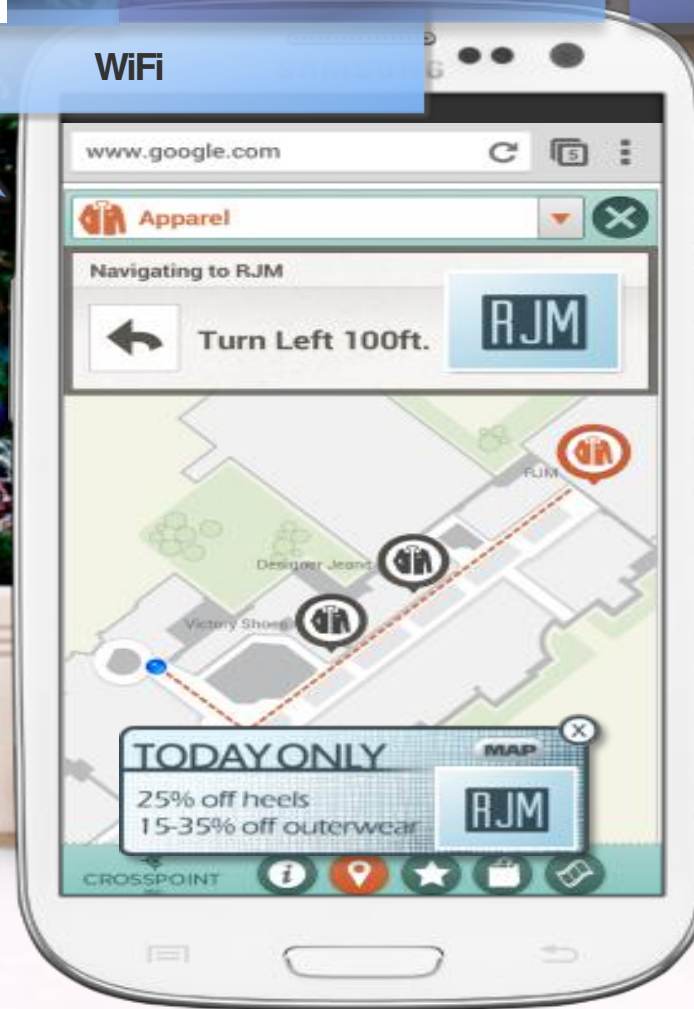 WiFi
SAMSUNG
www.google.com
5
Apparel
Navigating to RJM
Turn Left 100ft.
RJM
RJM
Designer Jeans
Victory Shoes
TODAY ONLY
MAP
25% off heels
15-35% off outerwear
RJM
CROSSPOINT
i